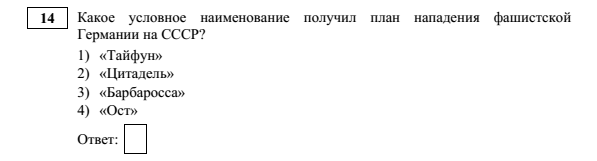 14 Какое условное наименование получил план нападения фашистской
Германии на СССР?
1) «Тайфун»
2) «Цитадель»
3) «Барбаросса»
4) «Ост»
Ответ: